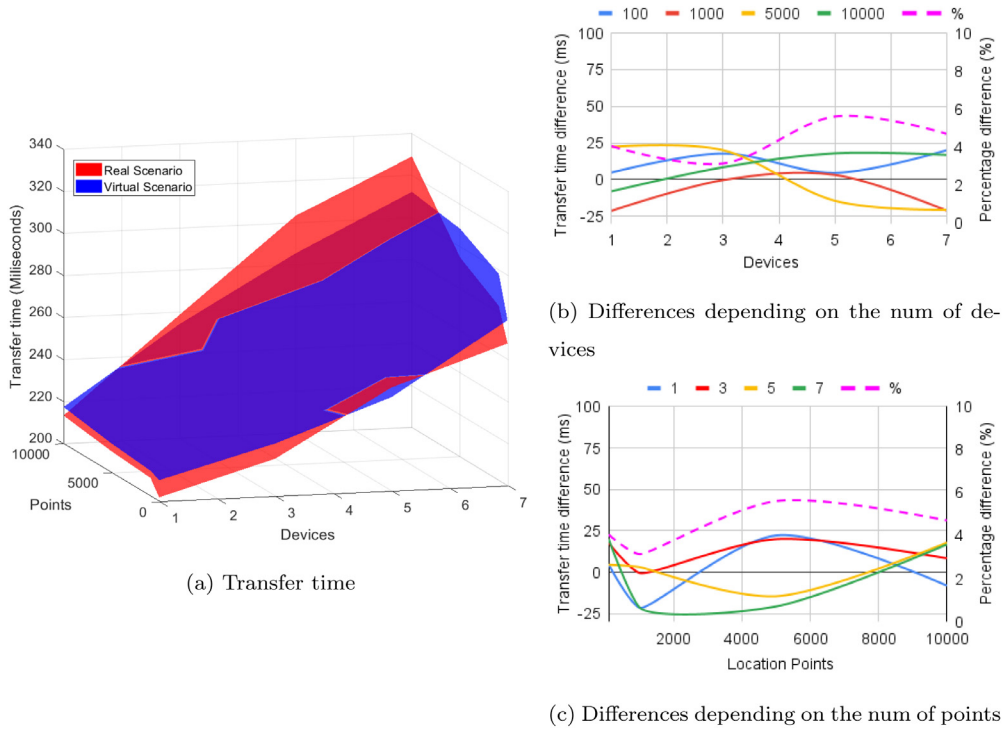 340
320
300
280
260
240
220
200
Transfer time (Miliseconds)
Real Scenario
Virtual Scenario
10000
5000
0
Points
1
2
3
4
5
6
7
Devices
(a) Transfer time
100 1000 5000 10000 %
100
75
50
25
0
-25
Transfer time difference (ms)
10
8
6
4
2
0
Percentage difference (%)
1 2 3 4 5 6 7
Devices
(b) Differences depending on the num of de-
vices
1 3 5 7 %
100
75
50
25
0
-25
Transfer time difference (ms)
10
8
6
4
2
0
Percentage difference (%)
2000 4000 6000 8000 10000
Location Points
(c) Differences depending on the num of points